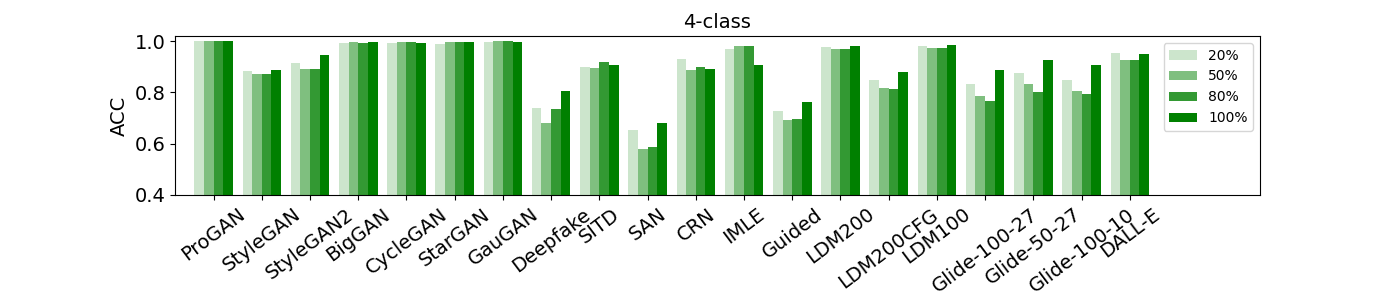 4-class
ACC
1.0
0.8
0.6
0.4
20%
50%
80%
100%
ProGAN
StyleGAN
StyleGAN2
BigGAN
CycleGAN
StarGAN
GauGAN
Deepfake
SITD
SAN
CRN
IMLE
Guided
LDM200
LDM200CFG
LDM100
Glide-100-27
Glide-50-27
Glide-100-10
DALL-E